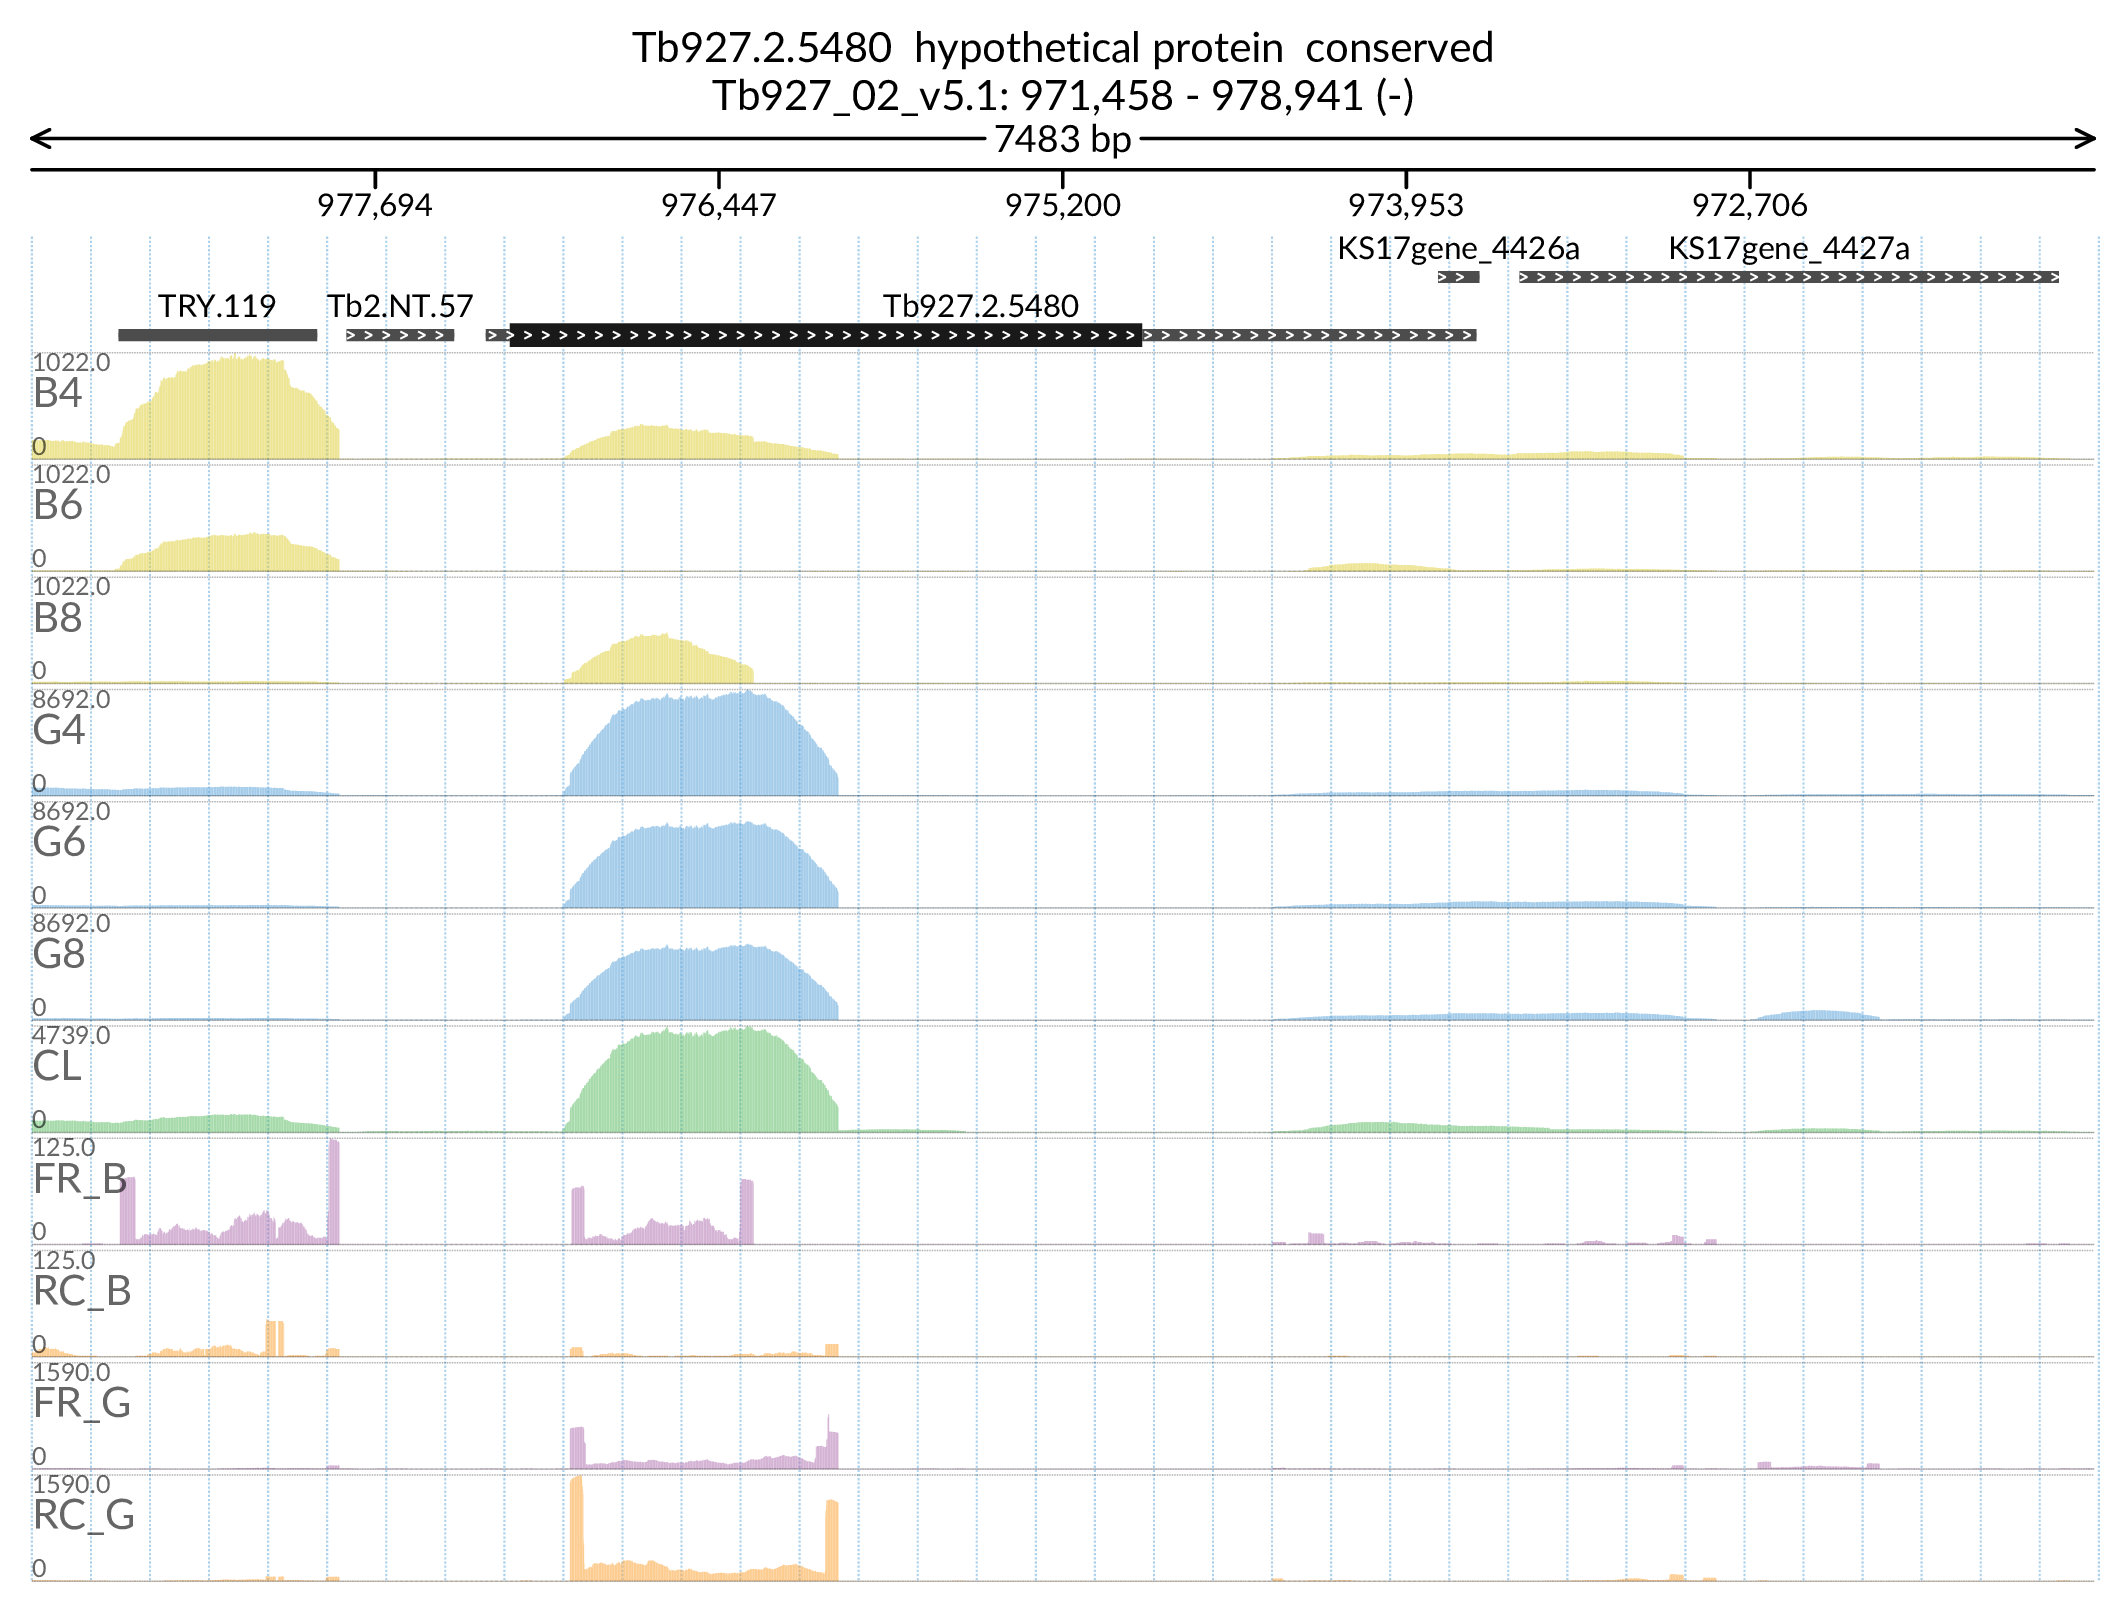 Tb927.2.5480  hypothetical protein  conserved
Tb927_02_v5.1: 971,458 - 978,941 (-)
7483 bp
977,694 976,447 975,200 973,953 972,706
KS17gene_4426a KS17gene_4427a
TRY.119 Tb2.NT.57 Tb927.2.5480
1022.0
B4
0
1022.0
B6
0
1022.0
B8
0
8692.0
G4
0
8692.0
G6
0
8692.0
G8
0
4739.0
CL
0
125.0
FR_B
0
125.0
RC_B
0
1590.0
FR_G
0
1590.0
RC_G
0